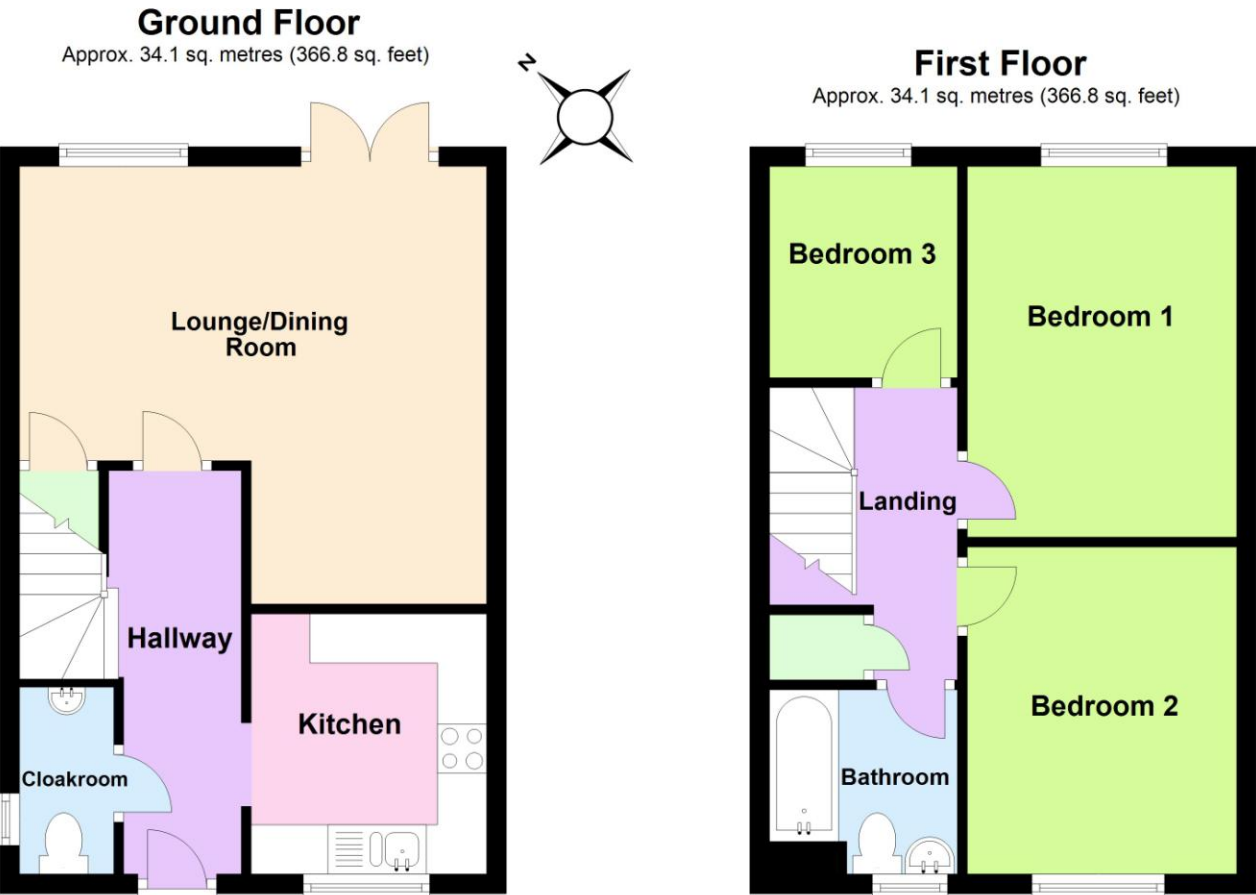 Ground Floor
Approx. 34.1 sq. metres (366.8 sq. feet)
N
Lounge/Dining
Room
Hallway
Kitchen
Cloakroom
First Floor
Approx. 34.1 sq. metres (366.8 sq. feet)
Bedroom 3
Bedroom 1
Landing
Bedroom 2
Bathroom